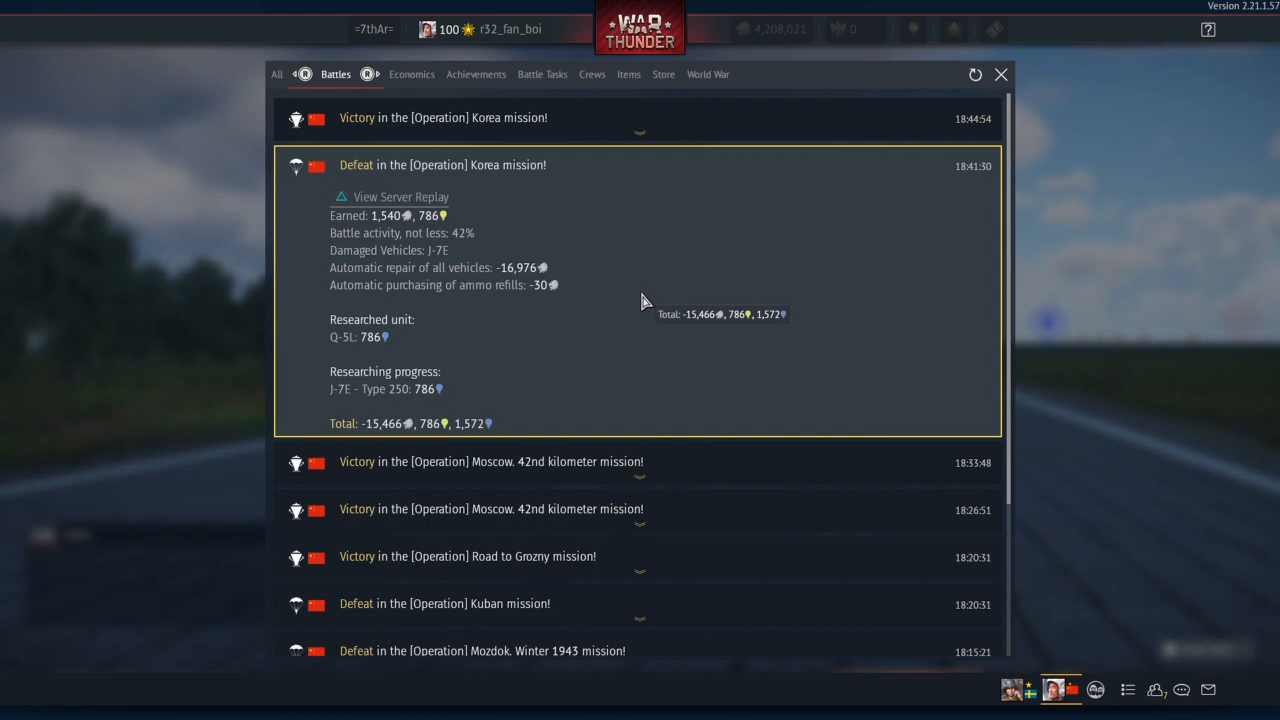 Version 2.21.1.57
=7thAr=
100 r32_fan_boi
WAR
THUNDER
4,208,021
0
?
All
R
Battles
R
Economics
Achievements
Battle Tasks
Crews
Items
Store
World War
Victory in the [Operation] Korea mission!
18:44:54
Defeat in the [Operation] Korea mission!
18:41:30
View Server Replay
Earned: 1,540, 786
Battle activity, not less: 42%
Damaged Vehicles: J-7E
Automatic repair of all vehicles: -16,976
Automatic purchasing of ammo refills: -30
Total: -15,466, 786, 1,572
Researched unit:
Q-5L: 786
Researching progress:
J-7E - Type 250: 786
Total: -15,466, 786, 1,572
Victory in the [Operation] Moscow. 42nd kilometer mission!
18:33:48
Victory in the [Operation] Moscow. 42nd kilometer mission!
18:26:51
Victory in the [Operation] Road to Grozny mission!
18:20:31
Defeat in the [Operation] Kuban mission!
18:20:31
Defeat in the [Operation] Mozdok. Winter 1943 mission!
18:15:21
7